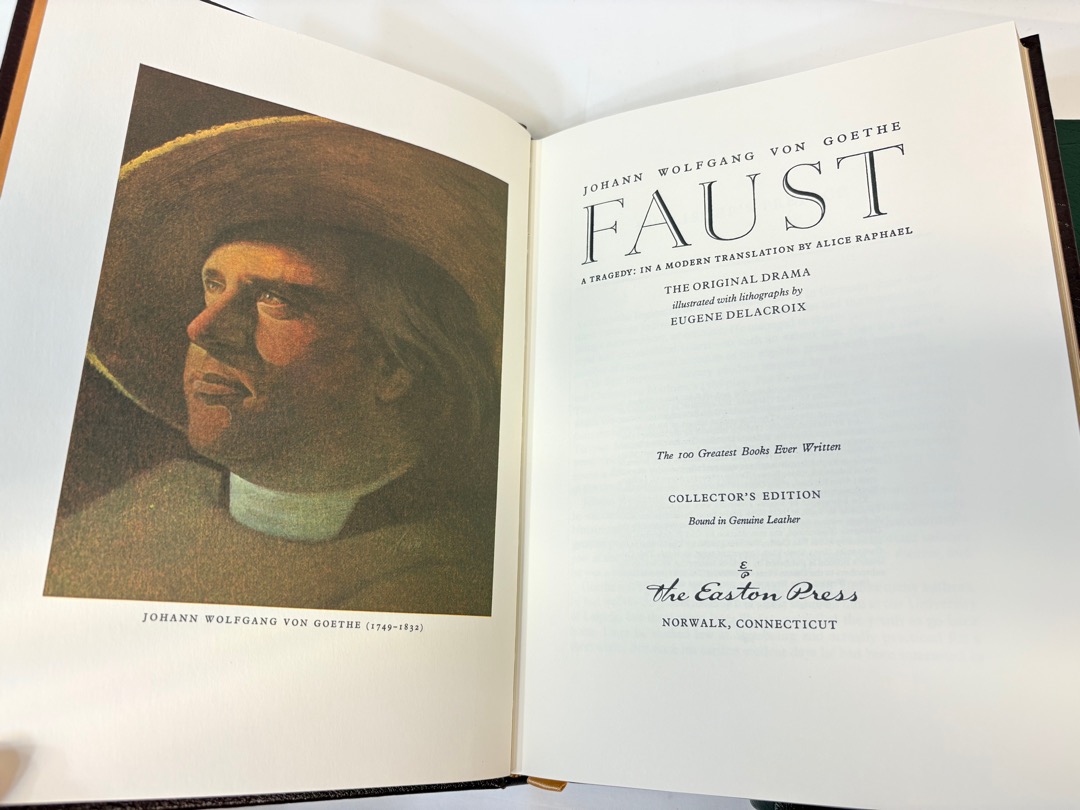 JOHANN WOLFGANG VON GOETHE (1749–1832)
JOHANN WOLFGANG VON GOETHE
FAUST
A TRAGEDY: IN A MODERN TRANSLATION BY ALICE RAPHAEL
THE ORIGINAL DRAMA
illustrated with lithographs by
EUGENE DELACROIX
The 100 Greatest Books Ever Written
COLLECTOR'S EDITION
Bound in Genuine Leather
E
P
the Easton Press
NORWALK, CONNECTICUT